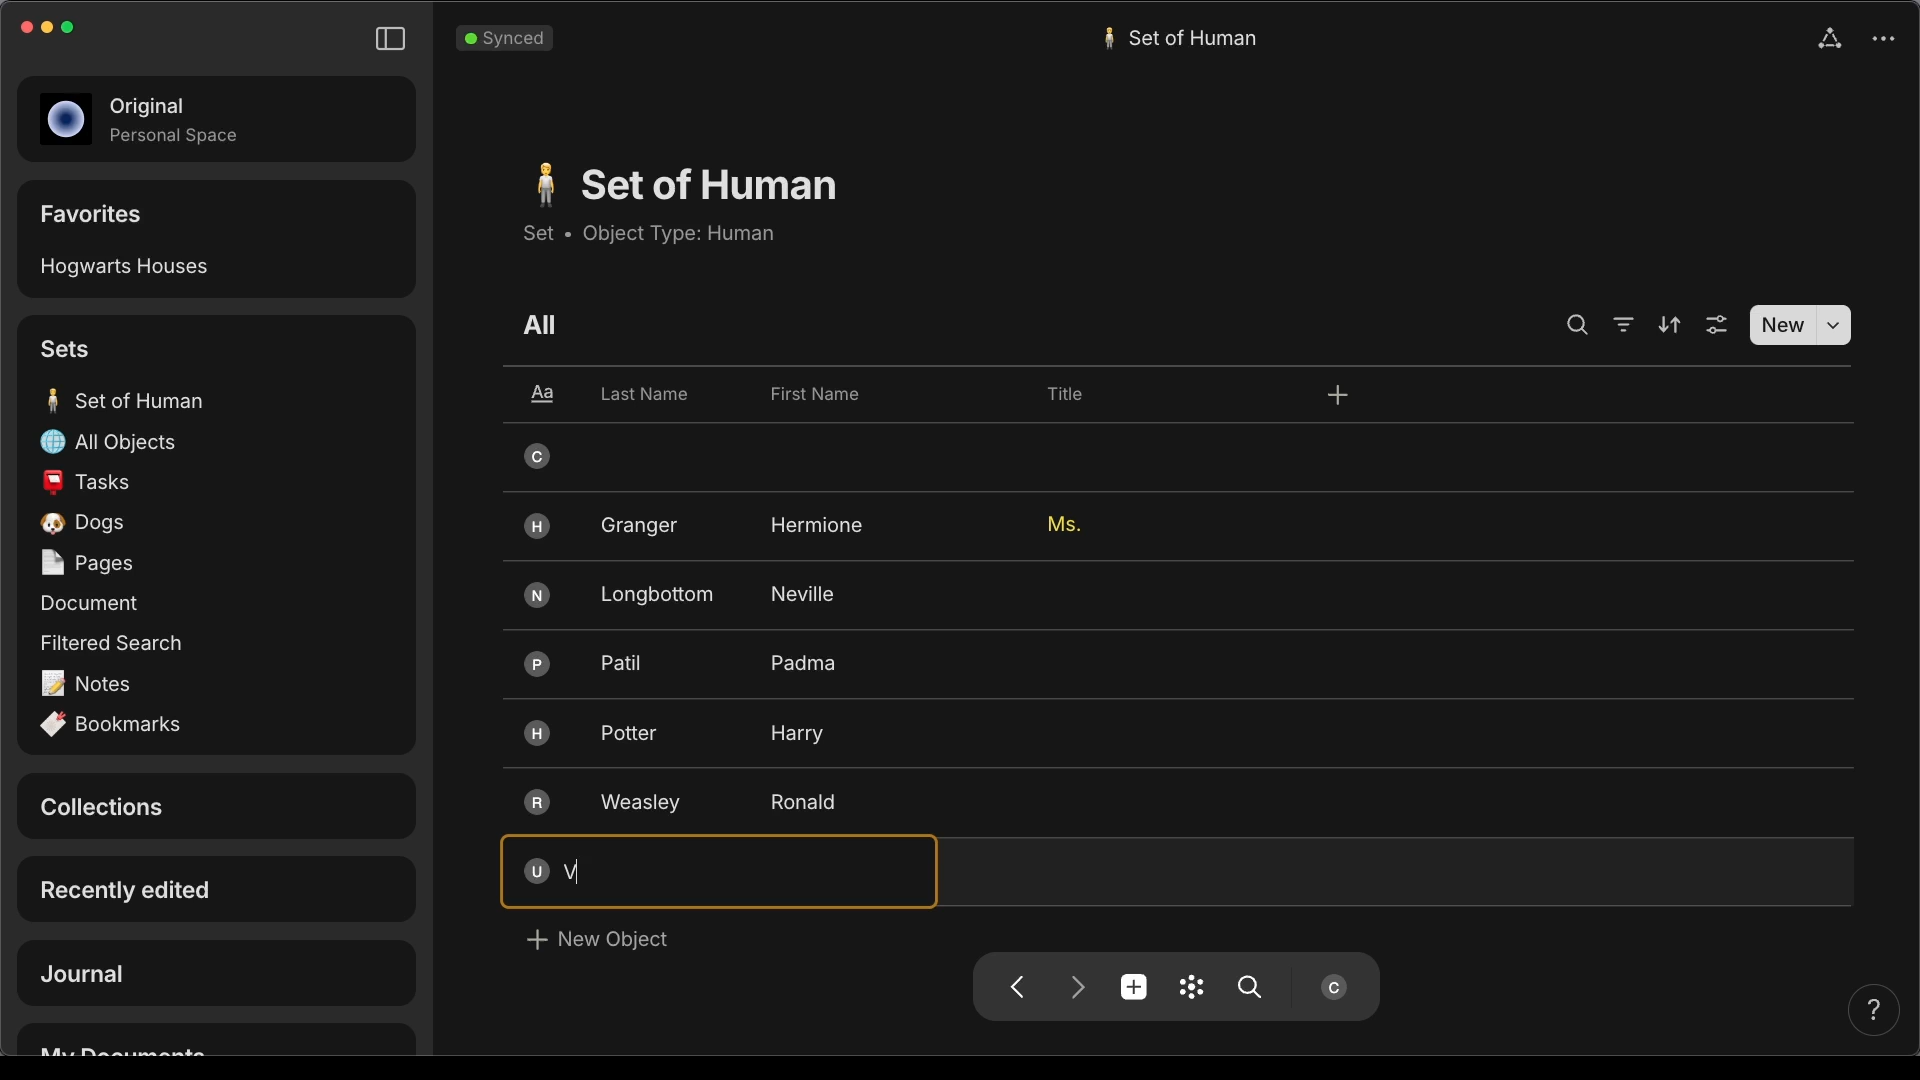 Synced
Set of Human
Original
Personal Space
Favorites
Hogwarts Houses
Sets
Set of Human
All Objects
Tasks
Dogs
Pages
Document
Filtered Search
Notes
Bookmarks
Collections
Recently edited
Journal
My Documents
Set of Human
Set • Object Type: Human
All
New
Aa Last Name First Name Title
C
H Granger Hermione Ms.
N Longbottom Neville
P Patil Padma
H Potter Harry
R Weasley Ronald
U V
New Object
C
?